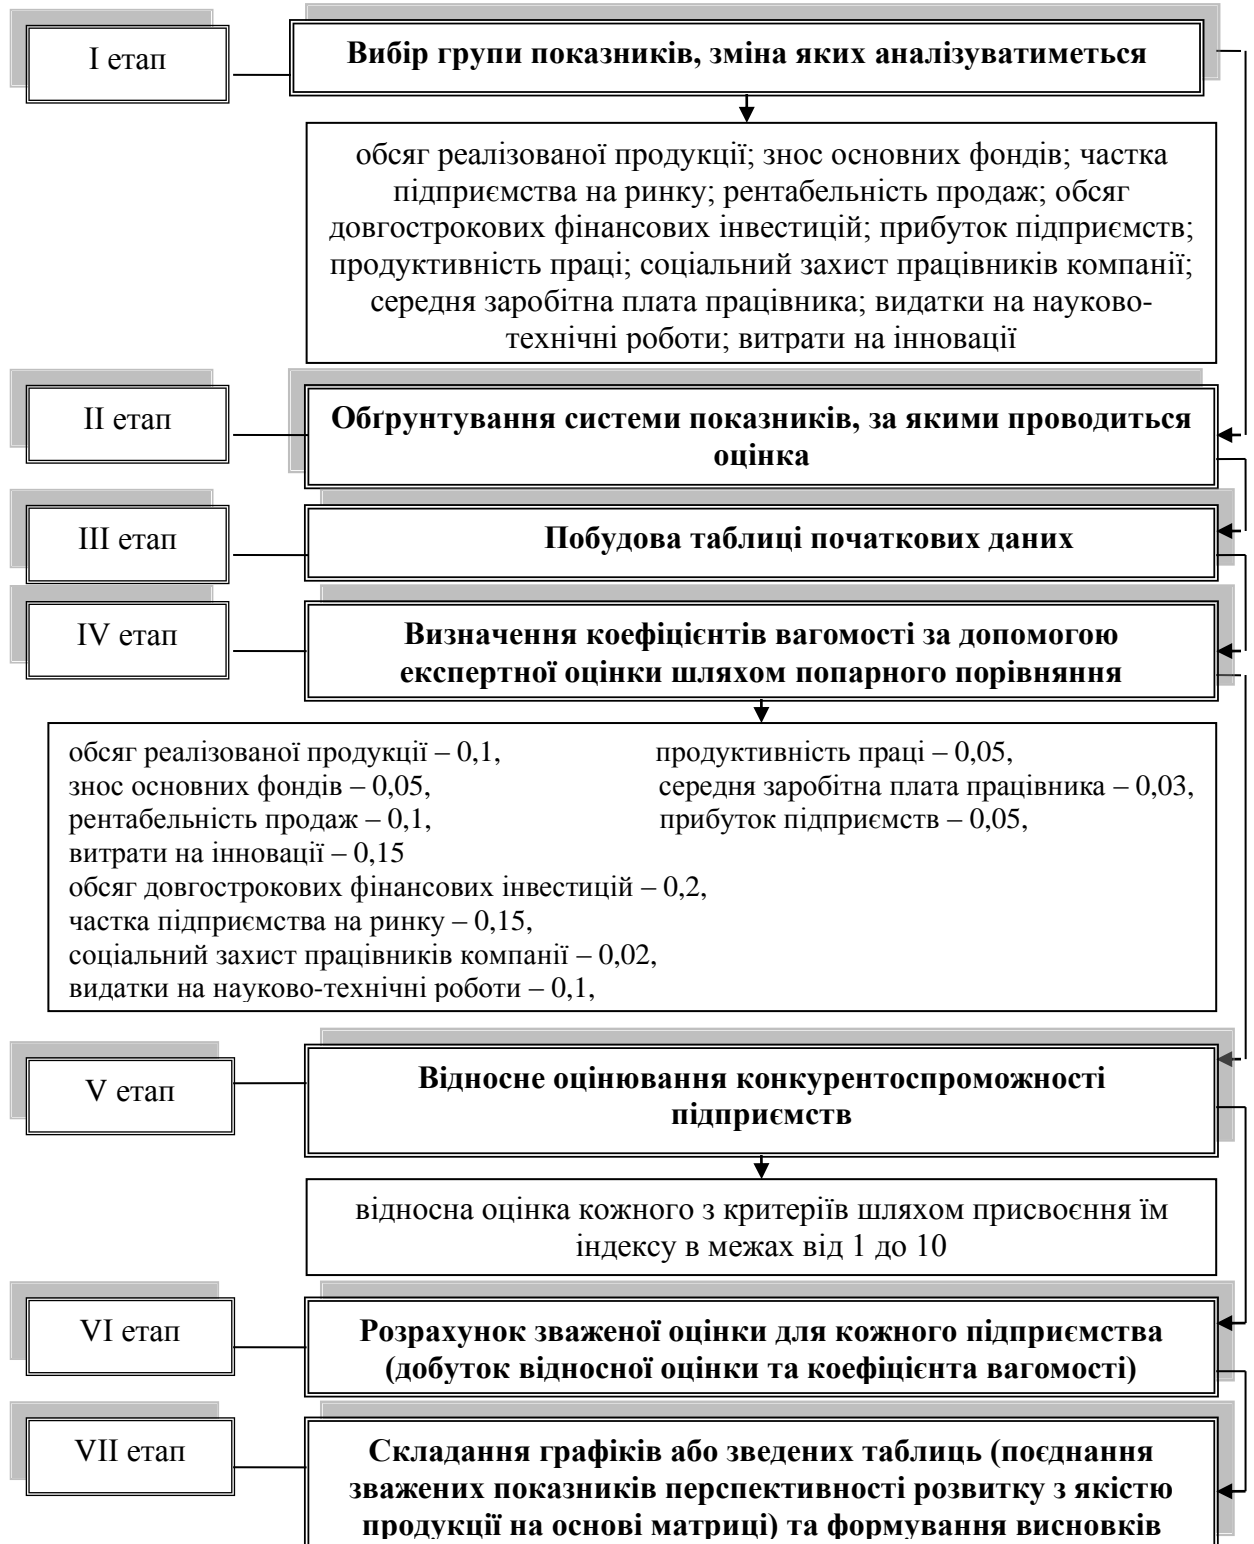 I етап
Вибір групи показників, зміна яких аналізуватиметься
обсяг реалізованої продукції; знос основних фондів; частка
підприємства на ринку; рентабельність продаж; обсяг
довгострокових фінансових інвестицій; прибуток підприємств;
продуктивність праці; соціальний захист працівників компанії;
середня заробітна плата працівника; видатки на науково-
технічні роботи; витрати на інновації
II етап
Обґрунтування системи показників, за якими проводиться
оцінка
III етап
Побудова таблиці початкових даних
IV етап
Визначення коефіцієнтів вагомості за допомогою
експертної оцінки шляхом попарного порівняння
обсяг реалізованої продукції – 0,1, продуктивність праці – 0,05,
знос основних фондів – 0,05, середня заробітна плата працівника – 0,03,
рентабельність продаж – 0,1, прибуток підприємств – 0,05,
витрати на інновації – 0,15
обсяг довгострокових фінансових інвестицій – 0,2,
частка підприємства на ринку – 0,15,
соціальний захист працівників компанії – 0,02,
видатки на науково-технічні роботи – 0,1,
V етап
Відносне оцінювання конкурентоспроможності
підприємств
відносна оцінка кожного з критеріїв шляхом присвоєння їм
індексу в межах від 1 до 10
VI етап
Розрахунок зваженої оцінки для кожного підприємства
(добуток відносної оцінки та коефіцієнта вагомості)
VII етап
Складання графіків або зведених таблиць (поєднання
зважених показників перспективності розвитку з якістю
продукції на основі матриці) та формування висновків